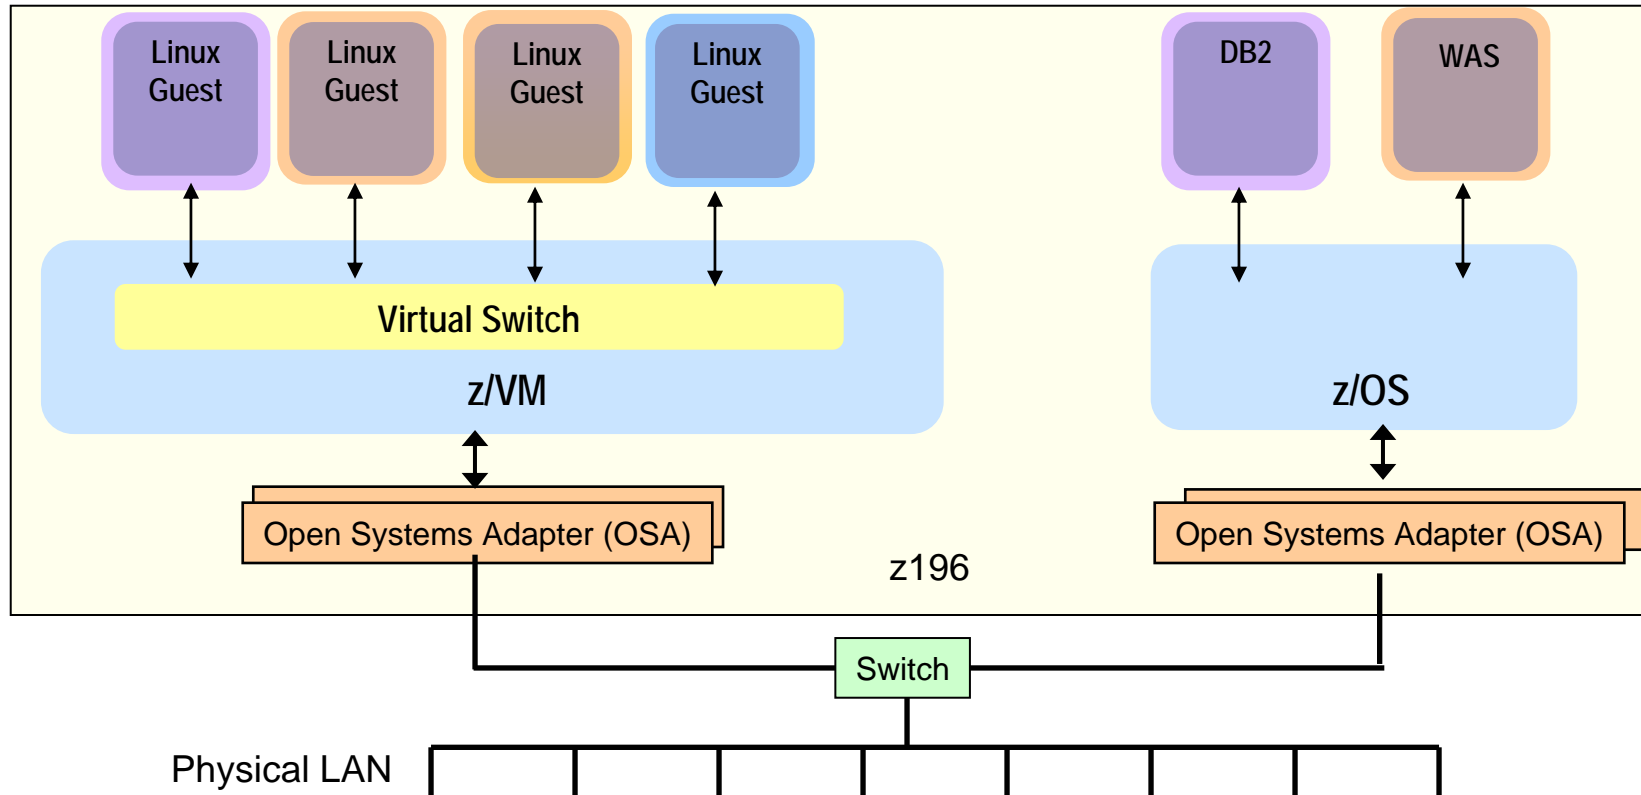 Linux
Guest
Linux
Guest
Linux
Guest
Linux
Guest
DB2
WAS
Virtual Switch
z/VM
z/OS
Open Systems Adapter (OSA)
Open Systems Adapter (OSA)
z196
Switch
Physical LAN